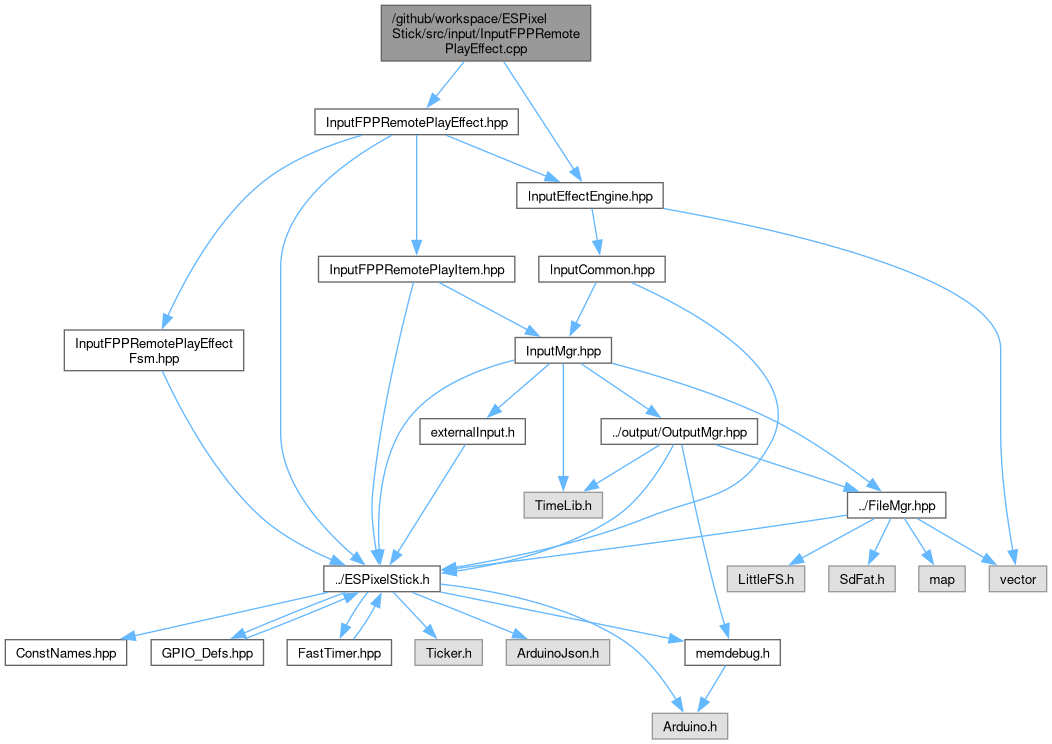 /github/workspace/ESPixel
Stick/src/input/InputFPPRemote
PlayEffect.cpp
InputFPPRemotePlayEffect.hpp
InputEffectEngine.hpp
InputFPPRemotePlayItem.hpp
InputCommon.hpp
InputFPPRemotePlayEffect
Fsm.hpp
InputMgr.hpp
externalInput.h
../output/OutputMgr.hpp
TimeLib.h
../FileMgr.hpp
../ESPixelStick.h
LittleFS.h
SdFat.h
map
vector
ConstNames.hpp
GPIO_Defs.hpp
FastTimer.hpp
Ticker.h
ArduinoJson.h
memdebug.h
Arduino.h